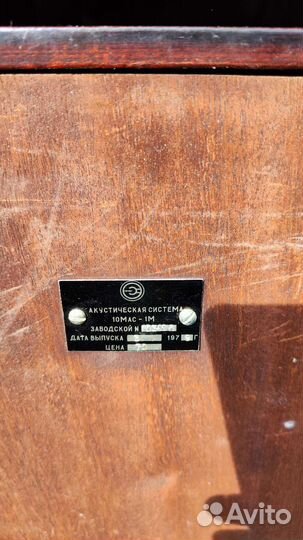 АКУСТИЧЕСКАЯ СИСТЕМА
10МАС-1М
ЗАВОДСКОЙ №
ДАТА ВЫПУСКА 197 Г
ЦЕНА
Avito